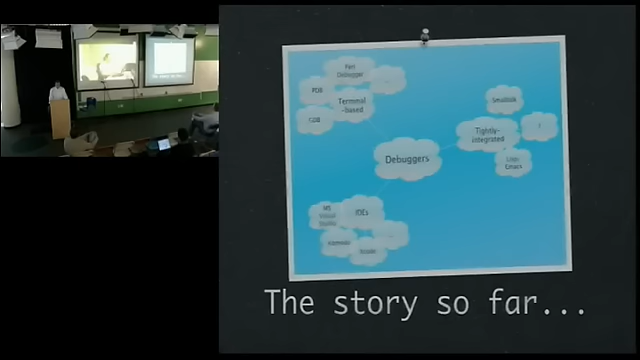 Perl
Debugger
PDB
Terminal
-based
GDB
Debuggers
Smalltalk
Tightly-
integrated
Lisp/
Emacs
MS
Visual
Studio
IDEs
The story so far...